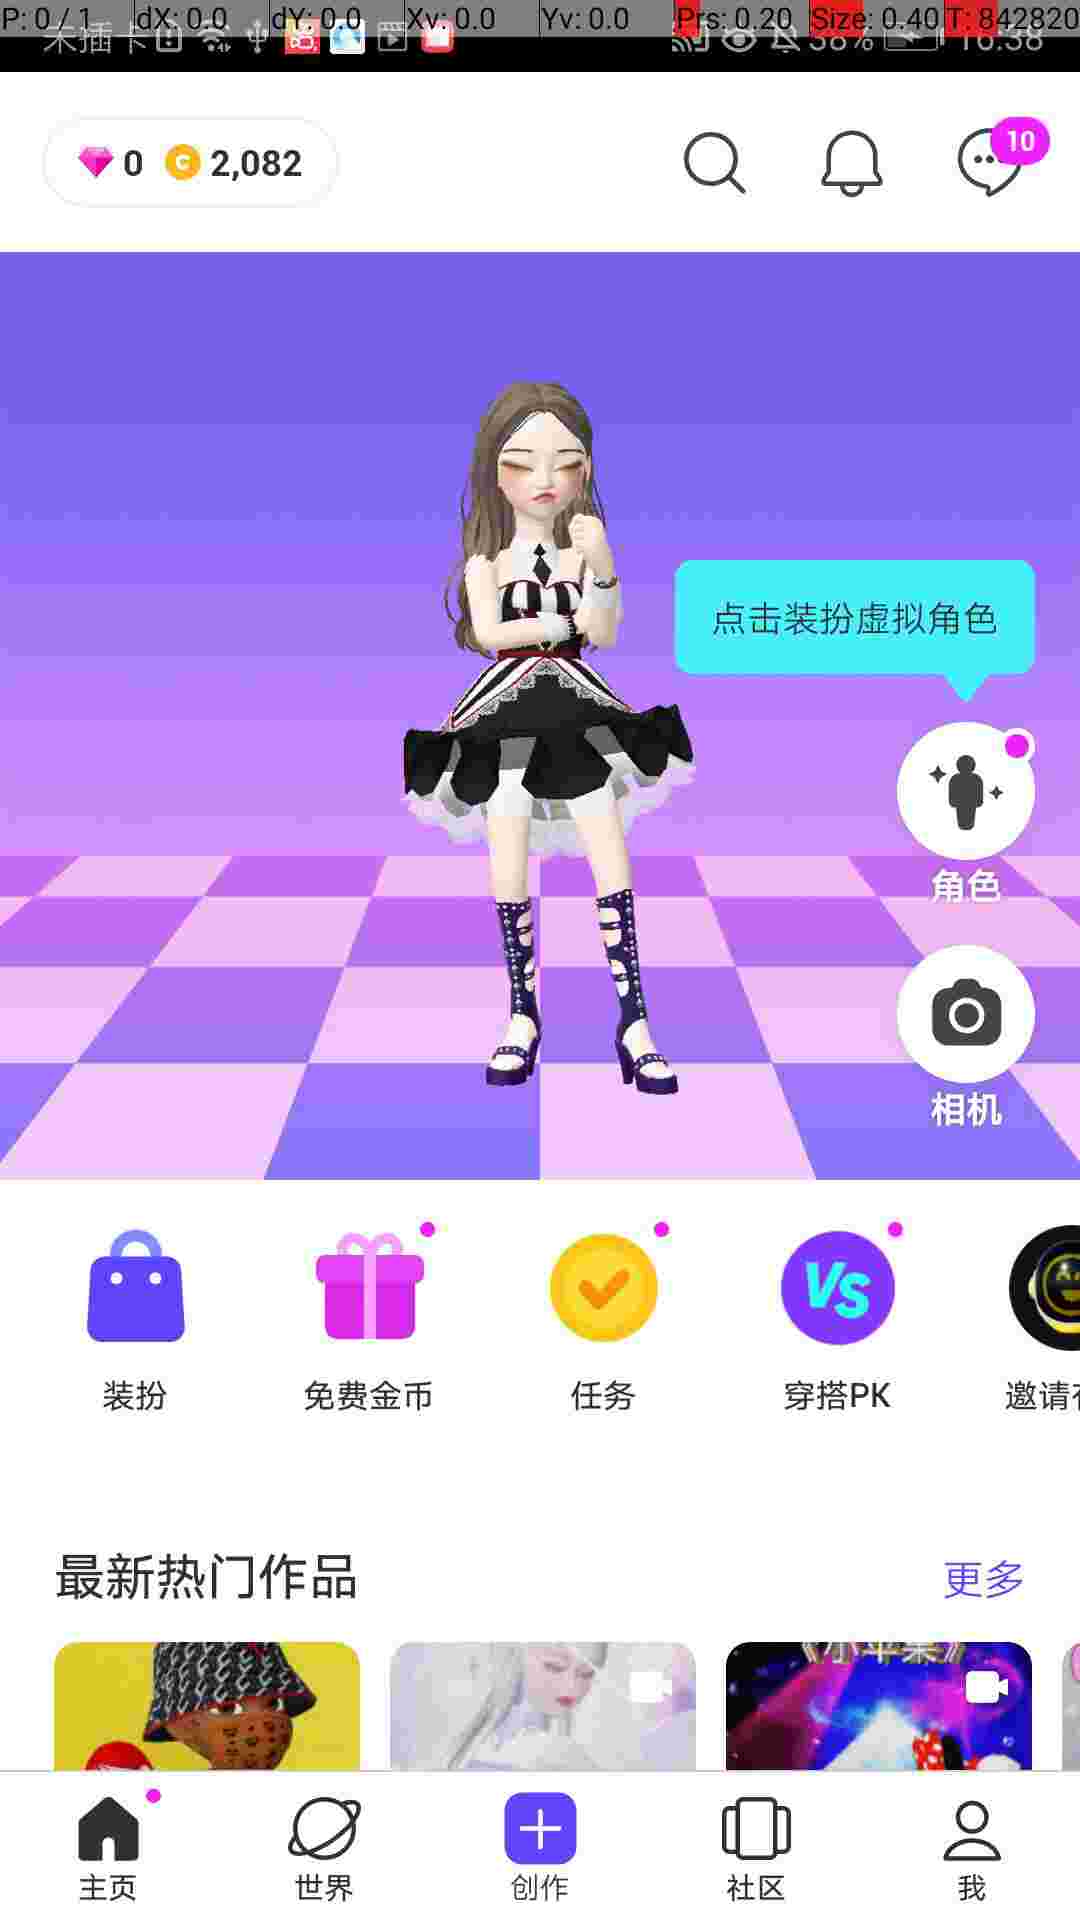 P: 0 / 1 dX: 0.0 dY: 0.0 Xv: 0.0 Yv: 0.0 Prs: 0.20 Size: 0.40 T: 842820
未插卡 38% 16:38
0 C 2,082 10
点击装扮虚拟角色
角色
相机
VS
装扮 免费金币 任务 穿搭PK 邀请
最新热门作品 更多
《小苹果》
主页 世界 创作 社区 我